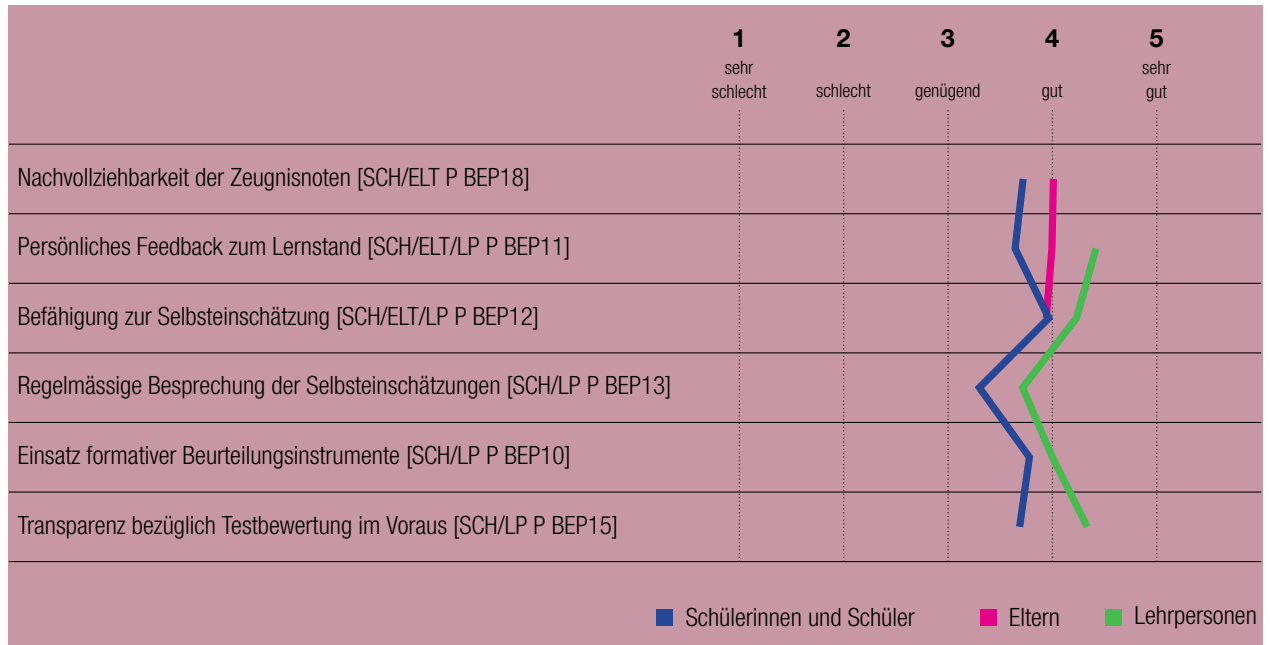 1 2 3 4 5
sehr schlecht schlecht genügend gut sehr gut
Nachvollziehbarkeit der Zeugnisnoten [SCH/ELT P BEP18]
Persönliches Feedback zum Lernstand [SCH/ELT/LP P BEP11]
Befähigung zur Selbsteinschätzung [SCH/ELT/LP P BEP12]
Regelmässige Besprechung der Selbsteinschätzungen [SCH/LP P BEP13]
Einsatz formativer Beurteilungsinstrumente [SCH/LP P BEP10]
Transparenz bezüglich Testbewertung im Voraus [SCH/LP P BEP15]
Schülerinnen und Schüler Eltern Lehrpersonen